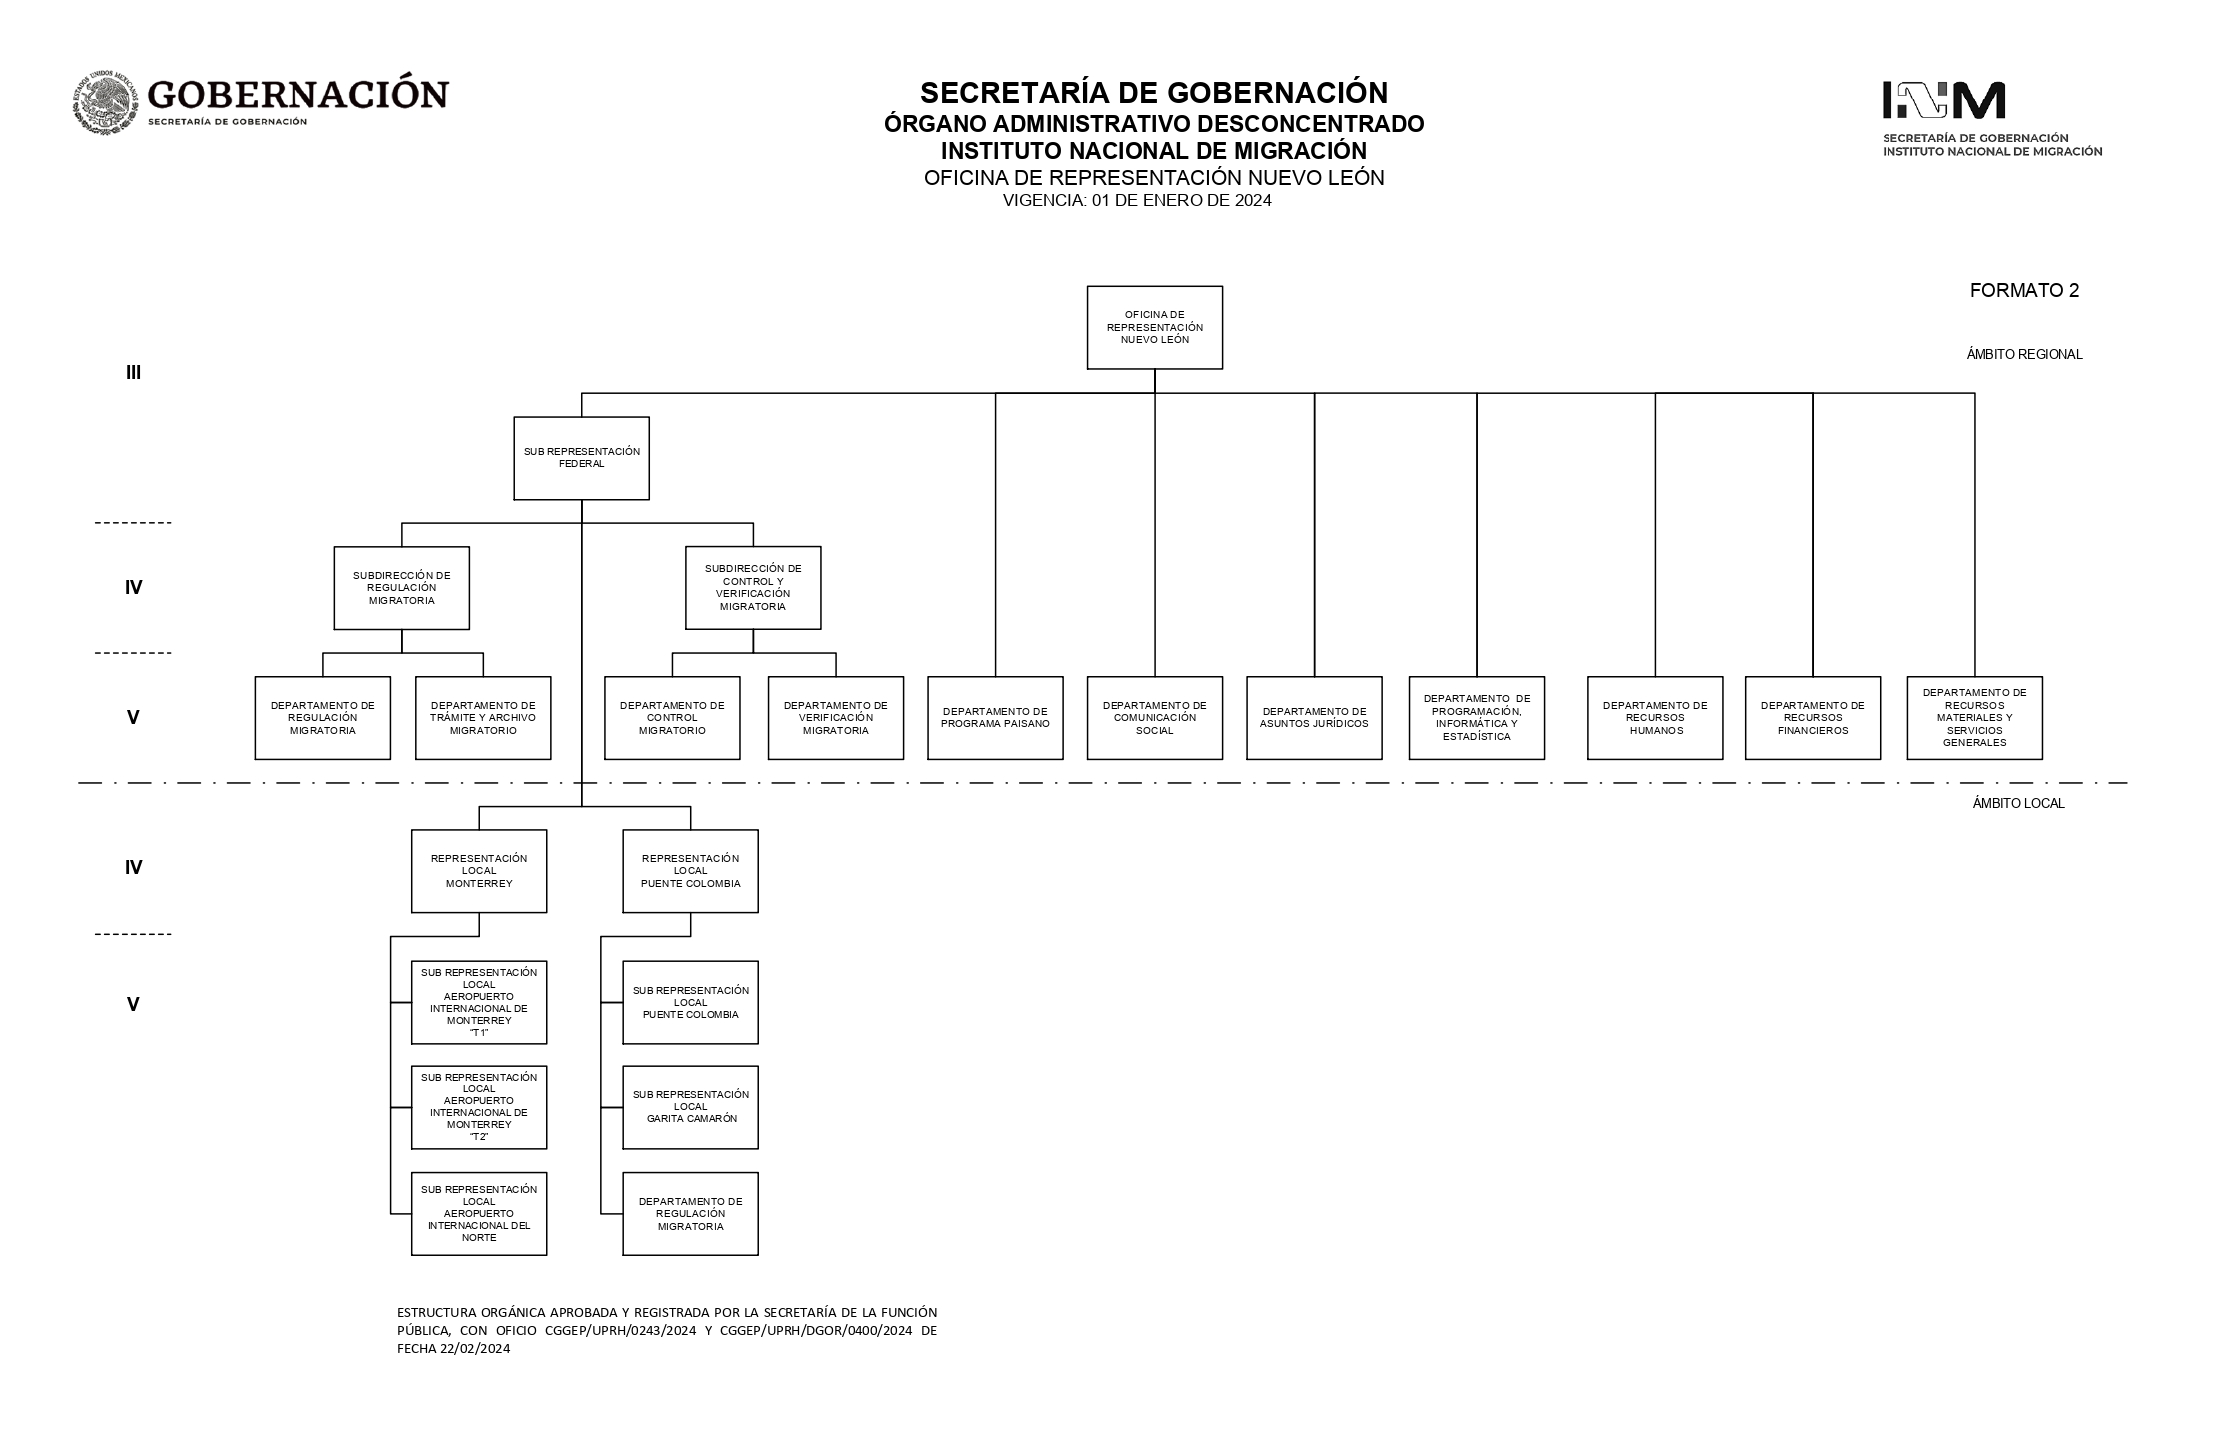 ESTADOS UNIDOS MEXICANOS
GOBERNACIÓN
SECRETARÍA DE GOBERNACIÓN
SECRETARÍA DE GOBERNACIÓN
ÓRGANO ADMINISTRATIVO DESCONCENTRADO
INSTITUTO NACIONAL DE MIGRACIÓN
OFICINA DE REPRESENTACIÓN NUEVO LEÓN
VIGENCIA: 01 DE ENERO DE 2024
INM
SECRETARÍA DE GOBERNACIÓN
INSTITUTO NACIONAL DE MIGRACIÓN
FORMATO 2
ÁMBITO REGIONAL
OFICINA DE
REPRESENTACIÓN
NUEVO LEÓN
III
SUB REPRESENTACIÓN
FEDERAL
IV
SUBDIRECCIÓN DE
REGULACIÓN
MIGRATORIA
SUBDIRECCIÓN DE
CONTROL Y
VERIFICACIÓN
MIGRATORIA
V
DEPARTAMENTO DE
REGULACIÓN
MIGRATORIA
DEPARTAMENTO DE
TRÁMITE Y ARCHIVO
MIGRATORIO
DEPARTAMENTO DE
CONTROL
MIGRATORIO
DEPARTAMENTO DE
VERIFICACIÓN
MIGRATORIA
DEPARTAMENTO DE
PROGRAMA PAISANO
DEPARTAMENTO DE
COMUNICACIÓN
SOCIAL
DEPARTAMENTO DE
ASUNTOS JURÍDICOS
DEPARTAMENTO DE
PROGRAMACIÓN,
INFORMÁTICA Y
ESTADÍSTICA
DEPARTAMENTO DE
RECURSOS
HUMANOS
DEPARTAMENTO DE
RECURSOS
FINANCIEROS
DEPARTAMENTO DE
RECURSOS
MATERIALES Y
SERVICIOS
GENERALES
ÁMBITO LOCAL
IV
REPRESENTACIÓN
LOCAL
MONTERREY
REPRESENTACIÓN
LOCAL
PUENTE COLOMBIA
V
SUB REPRESENTACIÓN
LOCAL
AEROPUERTO
INTERNACIONAL DE
MONTERREY
“T1”
SUB REPRESENTACIÓN
LOCAL
PUENTE COLOMBIA
SUB REPRESENTACIÓN
LOCAL
AEROPUERTO
INTERNACIONAL DE
MONTERREY
“T2”
SUB REPRESENTACIÓN
LOCAL
GARITA CAMARÓN
SUB REPRESENTACIÓN
LOCAL
AEROPUERTO
INTERNACIONAL DEL
NORTE
DEPARTAMENTO DE
REGULACIÓN
MIGRATORIA
ESTRUCTURA ORGÁNICA APROBADA Y REGISTRADA POR LA SECRETARÍA DE LA FUNCIÓN
PÚBLICA, CON OFICIO CGGEP/UPRH/0243/2024 Y CGGEP/UPRH/DGOR/0400/2024 DE
FECHA 22/02/2024